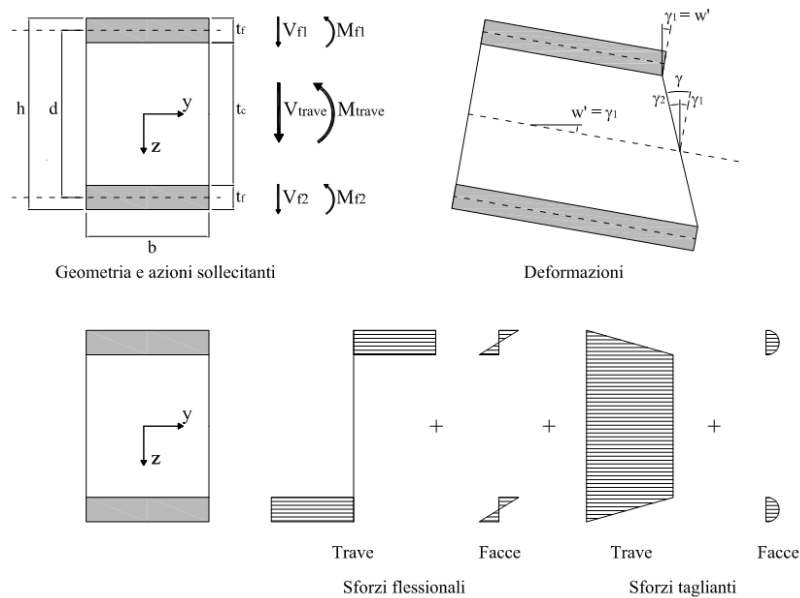 tf Vf1 Mf1 γ1 = w'
h d y tc Vtrave Mtrave γ γ2 γ1
w' = γ1
z
tf Vf2 Mf2
b
Geometria e azioni sollecitanti Deformazioni
y + + +
z
Trave Facce Trave Facce
Sforzi flessionali Sforzi taglianti